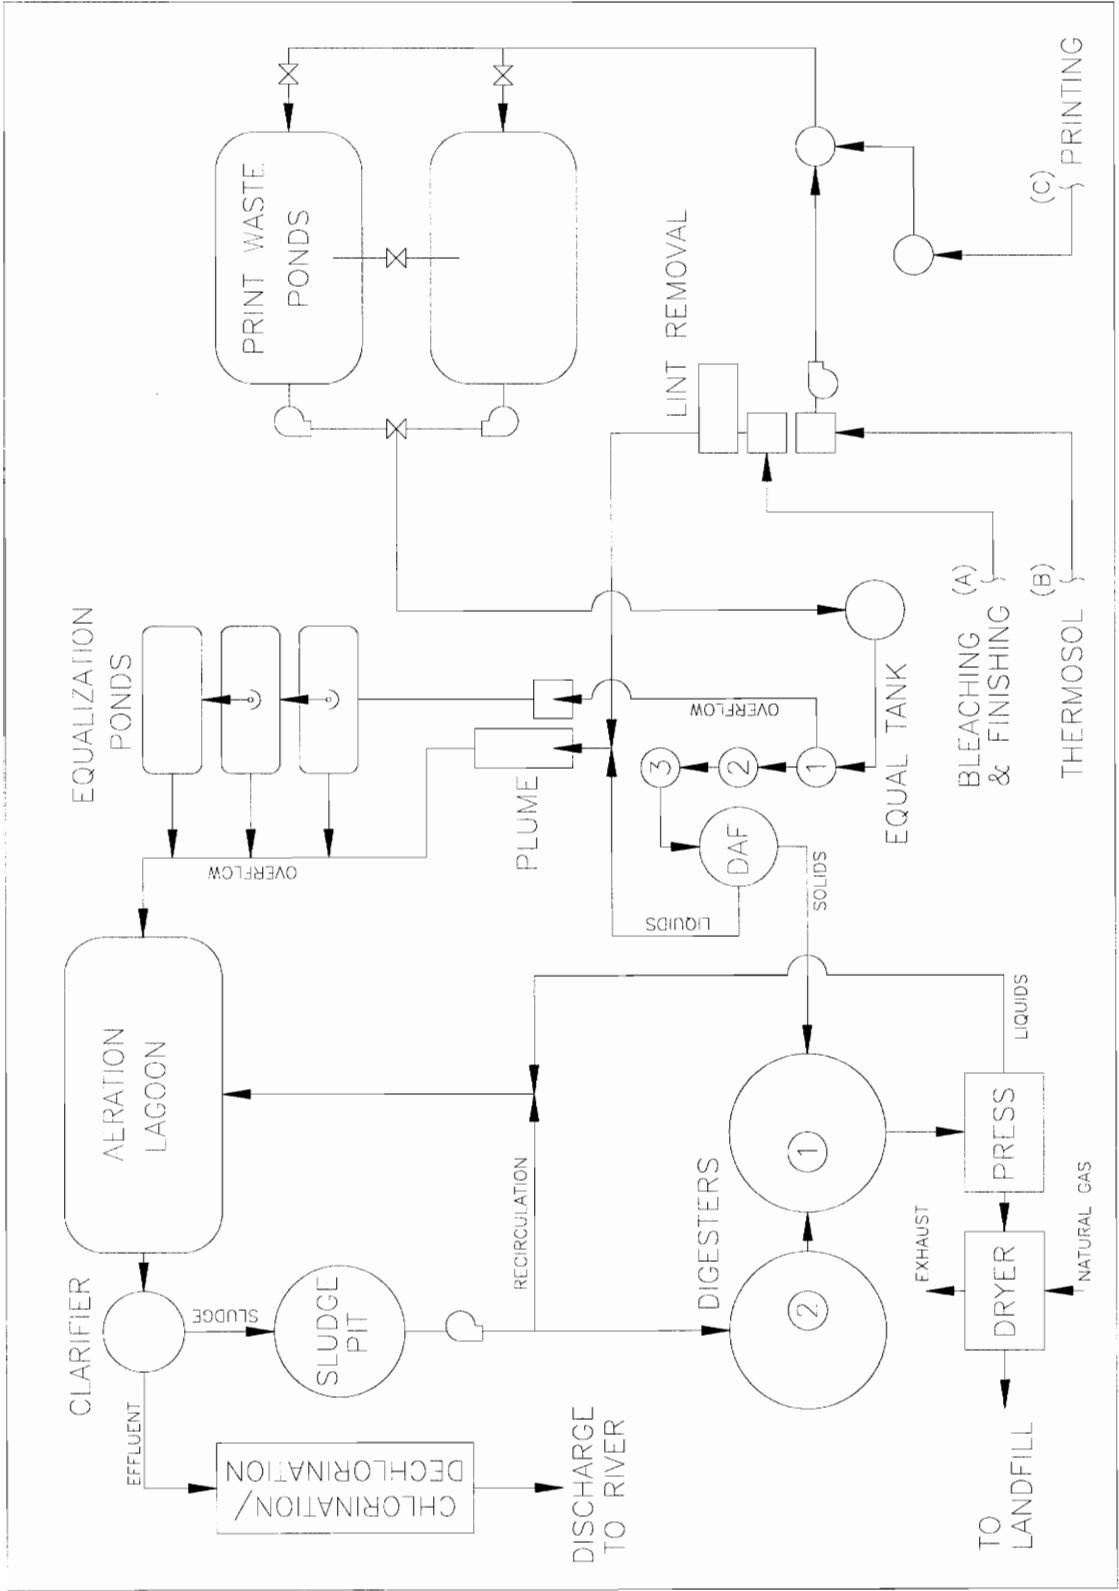 PRINT WASTE
PONDS
(C)
PRINTING
LINT REMOVAL
EQUALIZATION
PONDS
(A)
BLEACHING
& FINISHING
(B)
THERMOSOL
OVERFLOW
EQUAL TANK
1
2
3
PLUME
OVERFLOW
DAF
LIQUIDS
SOLIDS
AERATION
LAGOON
LIQUIDS
RECIRCULATION
DIGESTERS
1
2
PRESS
EXHAUST
DRYER
NATURAL GAS
CLARIFIER
SLUDGE
SLUDGE
PIT
EFFLUENT
CHLORINATION/
DECHLORINATION
DISCHARGE
TO RIVER
TO
LANDFILL